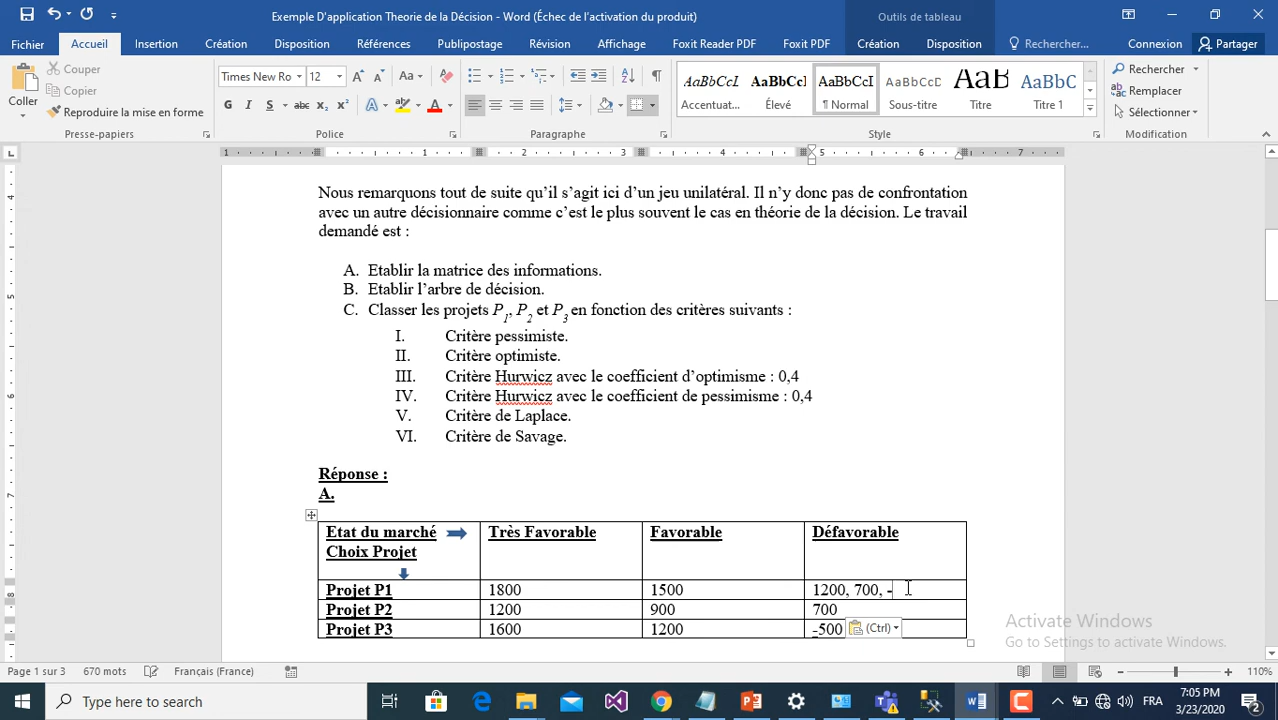 Exemple D'application Theorie de la Décision - Word (Échec de l'activation du produit)
Outils de tableau
Fichier Accueil Insertion Création Disposition Références Publipostage Révision Affichage Foxit Reader PDF Foxit PDF Création Disposition Rechercher... Connexion Partager
Coller
Couper
Copier
Reproduire la mise en forme
Presse-papiers
Times New Ro 12
Police
Paragraphe
AaBbCcL AaBbCcI AaBbCcI AaBbCcD AaBbC AaBbC
Accentuat... Élevé ¶ Normal Sous-titre Titre Titre 1
Style
Rechercher
Remplacer
Sélectionner
Modification
Nous remarquons tout de suite qu'il s'agit ici d'un jeu unilatéral. Il n'y donc pas de confrontation
avec un autre décisionnaire comme c'est le plus souvent le cas en théorie de la décision. Le travail
demandé est :
A. Etablir la matrice des informations.
B. Etablir l'arbre de décision.
C. Classer les projets P1, P2 et P3 en fonction des critères suivants :
I. Critère pessimiste.
II. Critère optimiste.
III. Critère Hurwicz avec le coefficient d'optimisme : 0,4
IV. Critère Hurwicz avec le coefficient de pessimisme : 0,4
V. Critère de Laplace.
VI. Critère de Savage.
Réponse :
A.
Etat du marché Très Favorable Favorable Défavorable
Choix Projet
Projet P1 1800 1500 1200, 700, -
Projet P2 1200 900 700
Projet P3 1600 1200 -500
(Ctrl)
Activate Windows
Go to Settings to activate Windows.
Page 1 sur 3 670 mots Français (France) 110%
Type here to search
FRA
7:05 PM
3/23/2020
2